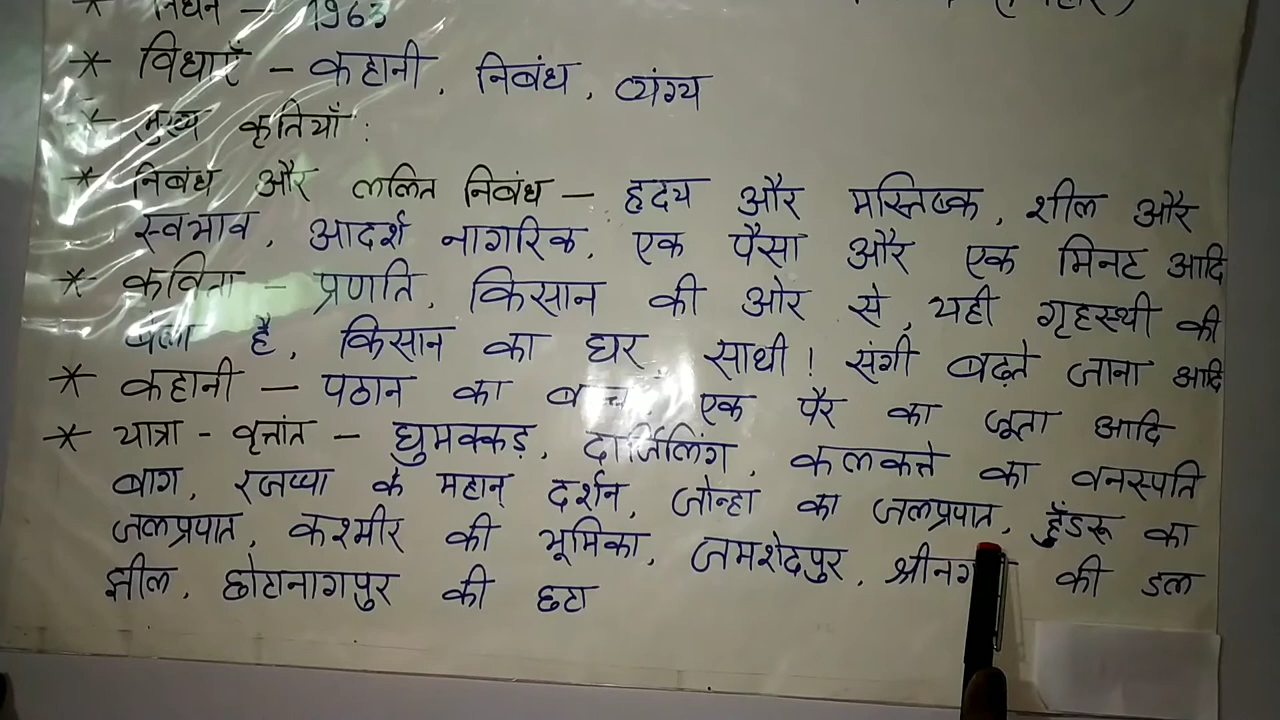 * निधन - 1963
* विधाएँ - कहानी, निबंध, व्यंग्य
* मुख्य कृतियाँ :
* निबंध और ललित निबंध - हृदय और मस्तिष्क, शील और
स्वभाव, आदर्श नागरिक, एक पैसा और एक मिनट आदि
* कविता - प्रणति, किसान की ओर से, यही गृहस्थी की
बेला है, किसान का घर साथी! संगी बढ़ते जाना आदि
* कहानी - पठान का एक पैर का जूता आदि
* यात्रा - वृत्तांत - घुमक्कड़, दार्जिलिंग, कलकत्ते का वनस्पति
बाग, रजप्पा के महान् दर्शन, जोन्हा का जलप्रपात, हुँडरू का
जलप्रपात, कश्मीर की भूमिका, जमशेदपुर, की डल
झील, छोटानागपुर की छटा